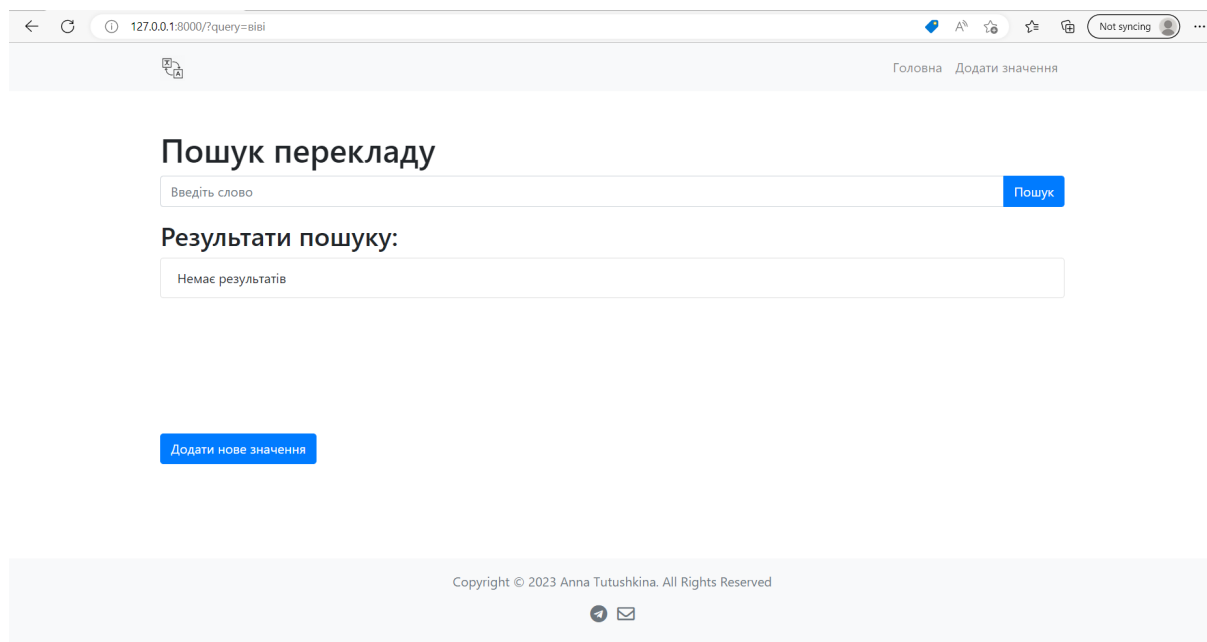 127.0.0.1:8000/?query=віві
Not syncing
Головна Додати значення
Пошук перекладу
Введіть слово
Пошук
Результати пошуку:
Немає результатів
Додати нове значення
Copyright © 2023 Anna Tutushkina. All Rights Reserved